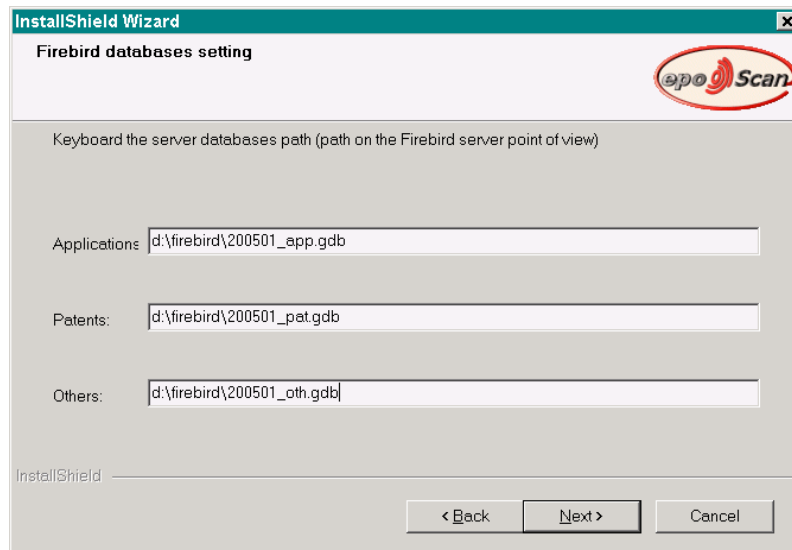 InstallShield Wizard
Firebird databases setting
epo Scan
Keyboard the server databases path (path on the Firebird server point of view)
Applications d:\firebird\200501_app.gdb
Patents: d:\firebird\200501_pat.gdb
Others: d:\firebird\200501_oth.gdb
InstallShield
< Back Next > Cancel